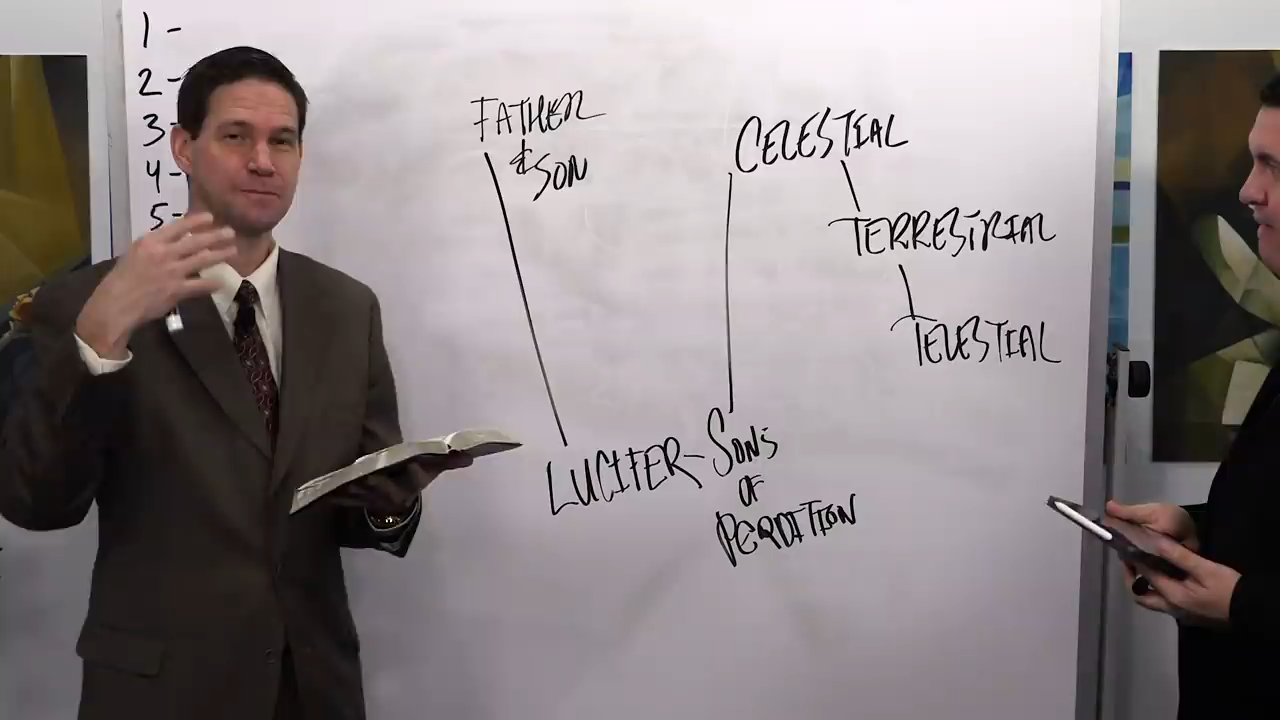 1 -
2 -
3 -
4 -
5 -
FATHER
& SON
CELESTIAL
TERRESTRIAL
TELESTIAL
LUCIFER - SONS
OF
PERDITION